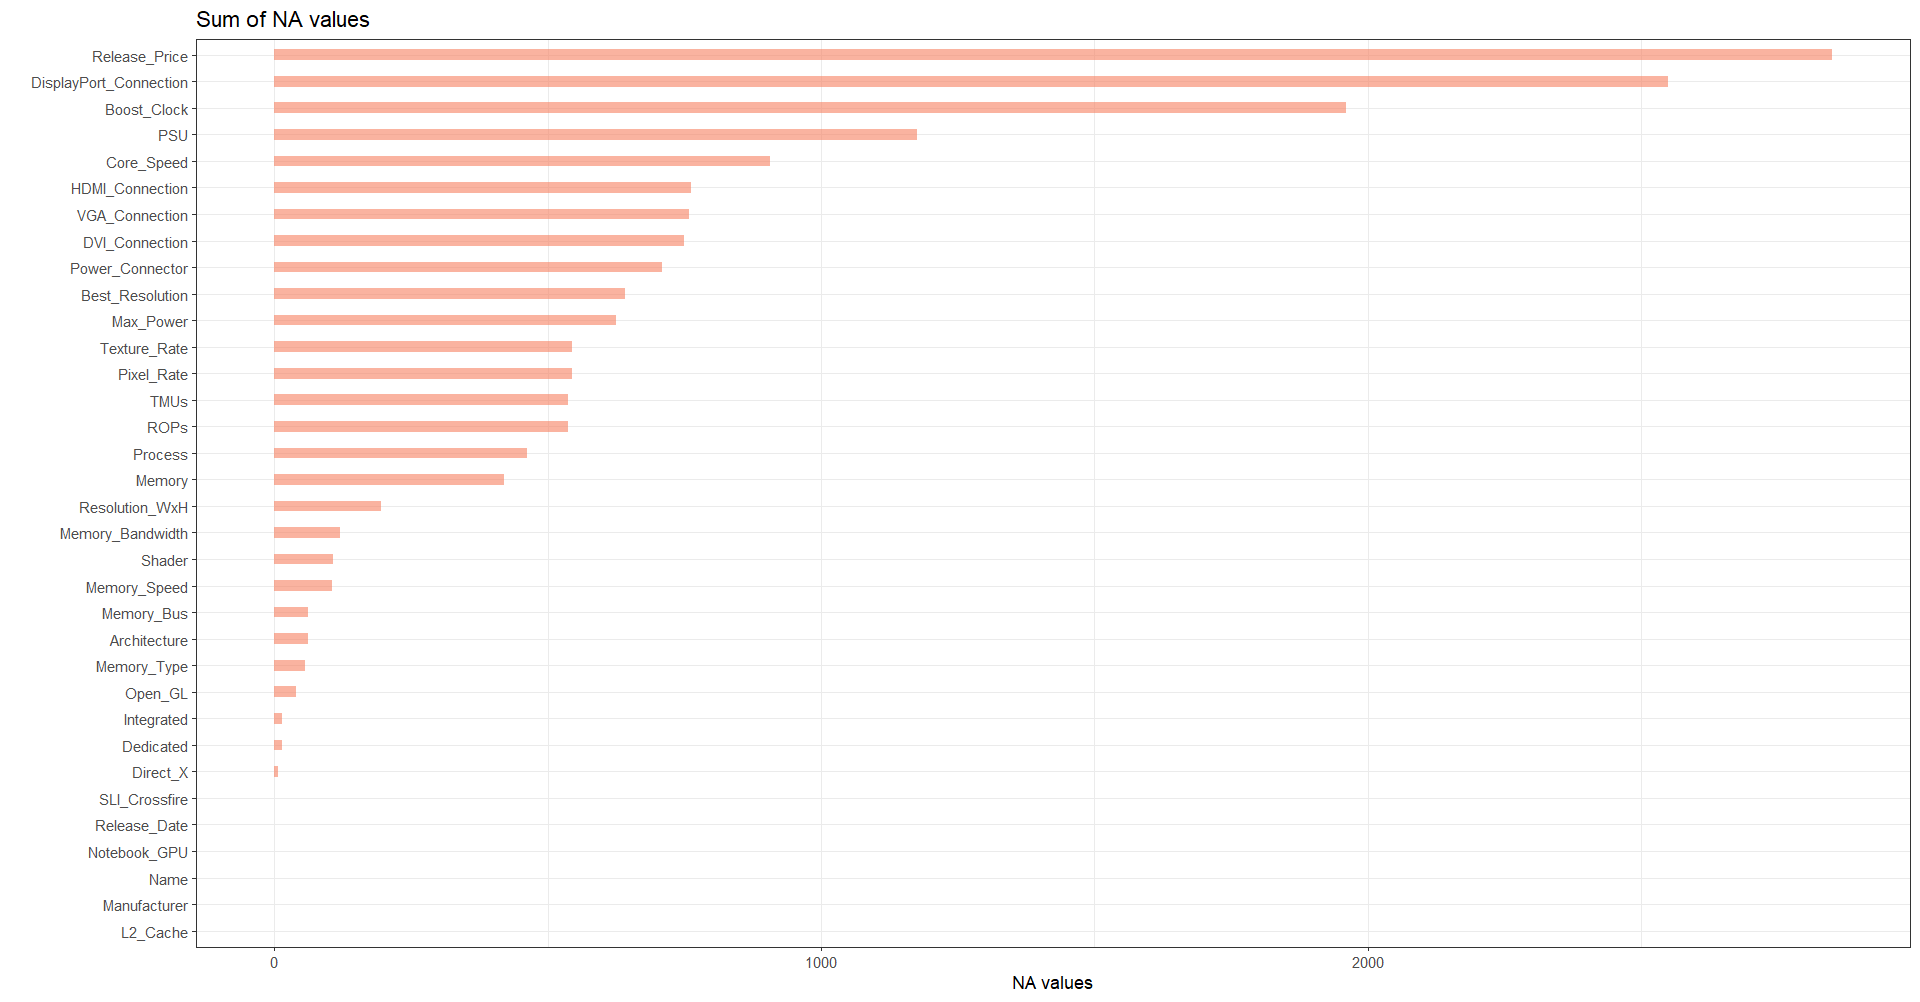 Sum of NA values
Release_Price
DisplayPort_Connection
Boost_Clock
PSU
Core_Speed
HDMI_Connection
VGA_Connection
DVI_Connection
Power_Connector
Best_Resolution
Max_Power
Texture_Rate
Pixel_Rate
TMUs
ROPs
Process
Memory
Resolution_WxH
Memory_Bandwidth
Shader
Memory_Speed
Memory_Bus
Architecture
Memory_Type
Open_GL
Integrated
Dedicated
Direct_X
SLI_Crossfire
Release_Date
Notebook_GPU
Name
Manufacturer
L2_Cache
0 1000 2000
NA values